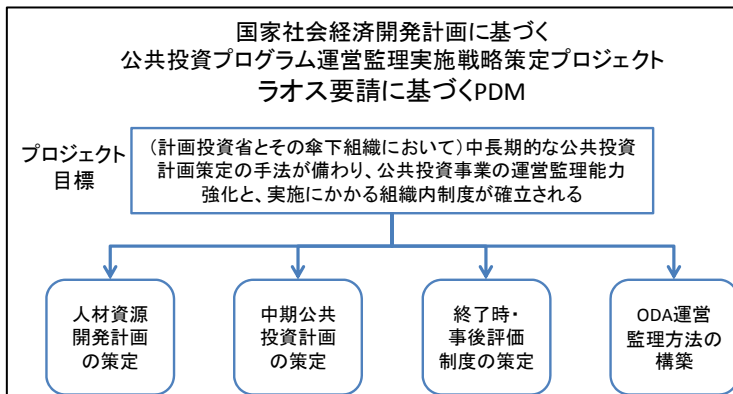 国家社会経済開発計画に基づく
公共投資プログラム運営監理実施戦略策定プロジェクト
ラオス要請に基づくPDM
プロジェクト
目標
（計画投資省とその傘下組織において）中長期的な公共投資
計画策定の手法が備わり、公共投資事業の運営監理能力
強化と、実施にかかる組織内制度が確立される
人材資源
開発計画
の策定
中期公共
投資計画
の策定
終了時・
事後評価
制度の策定
ODA運営
監理方法の
構築